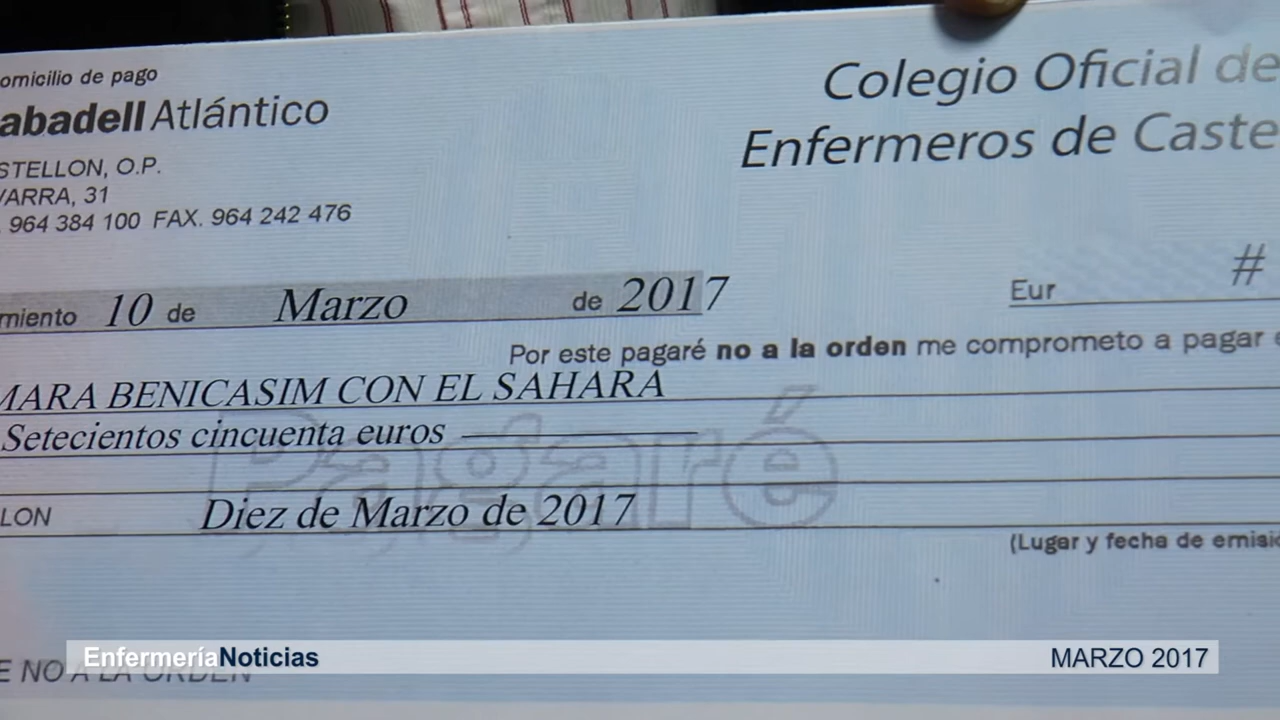 omicilio de pago
abadell Atlántico
STELLON, O.P.
VARRA, 31
. 964 384 100 FAX. 964 242 476
Colegio Oficial de
Enfermeros de Caste
miento 10 de Marzo de 2017
Eur #
Por este pagaré no a la orden me comprometo a pagar e
MARA BENICASIM CON EL SAHARA
Setecientos cincuenta euros
Pagaré
LON Diez de Marzo de 2017
(Lugar y fecha de emisió
E NO A LA ORDEN
EnfermeríaNoticias
MARZO 2017